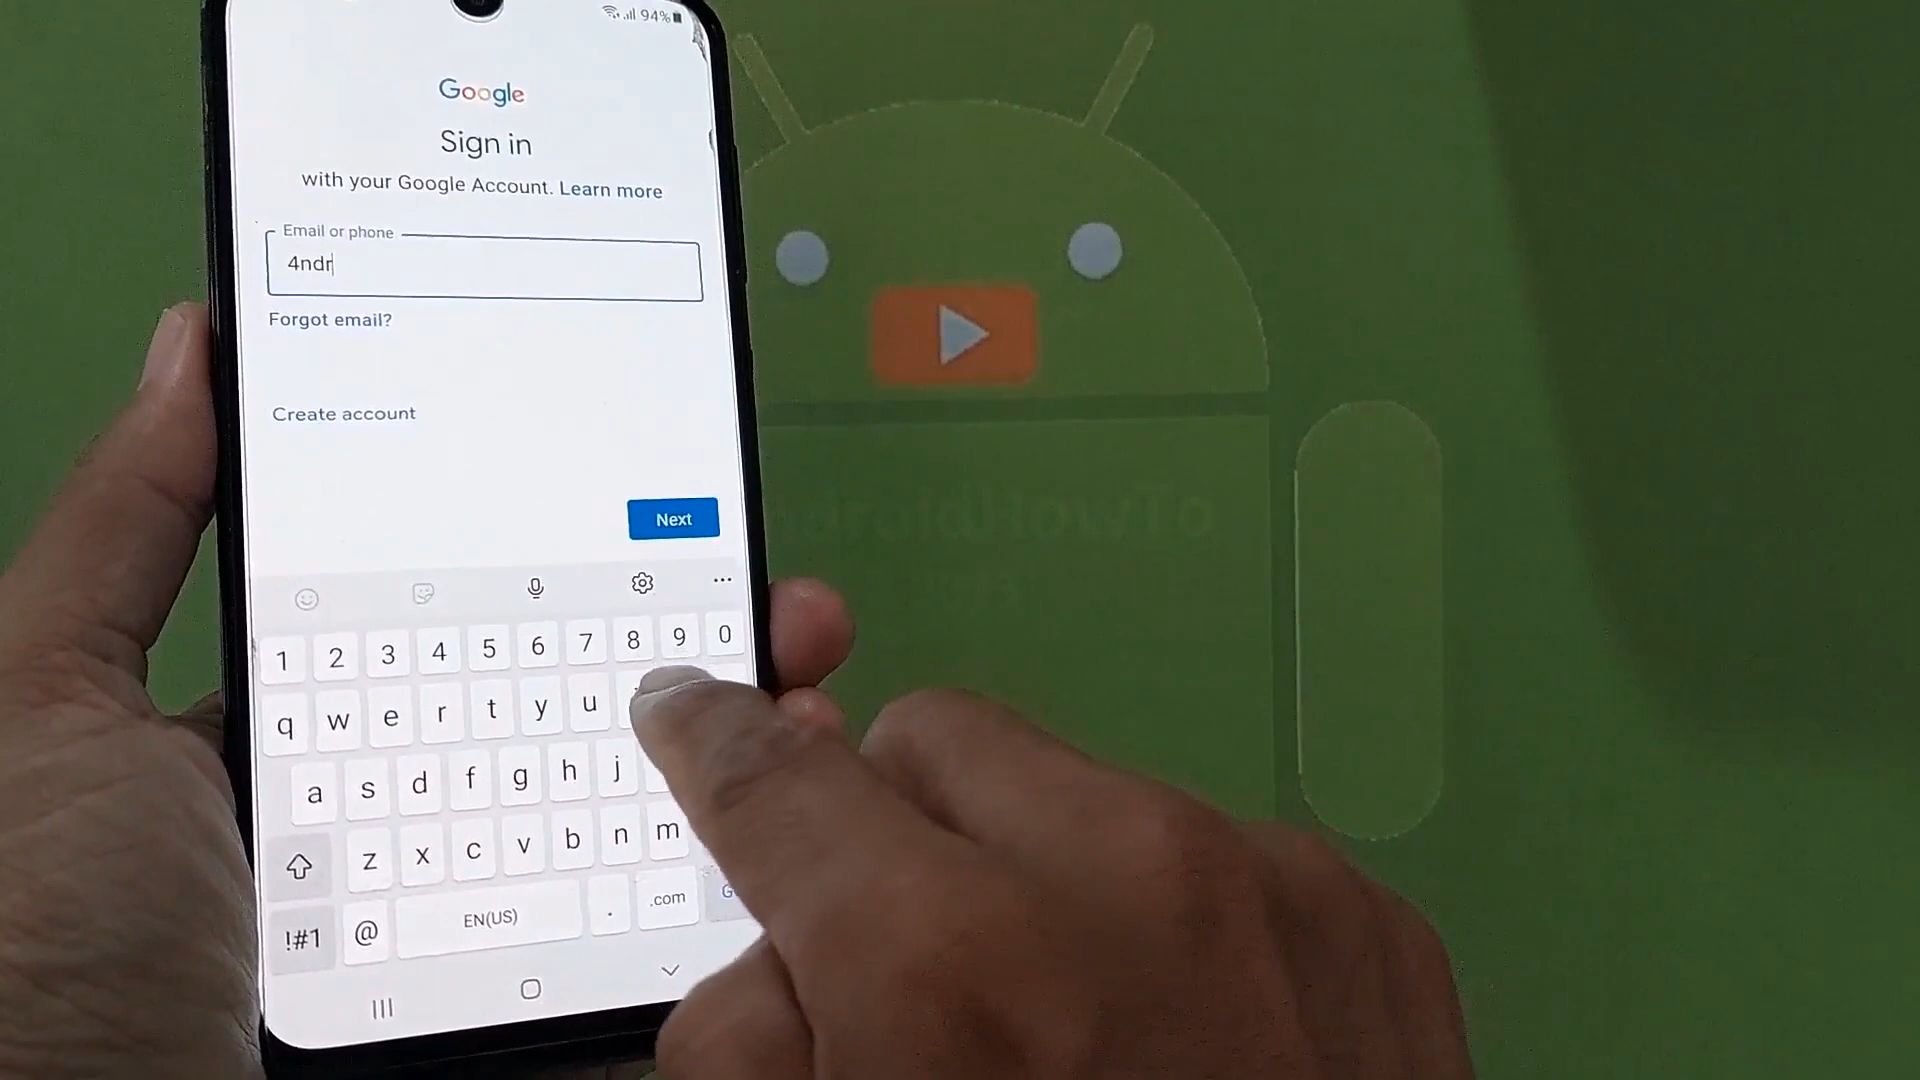 94%
Google
Sign in
with your Google Account. Learn more
Email or phone
4ndr
Forgot email?
Create account
Next
1 2 3 4 5 6 7 8 9 0
q w e r t y u
a s d f g h j
z x c v b n m
!#1 @ EN(US) . .com
ndroidHowTo